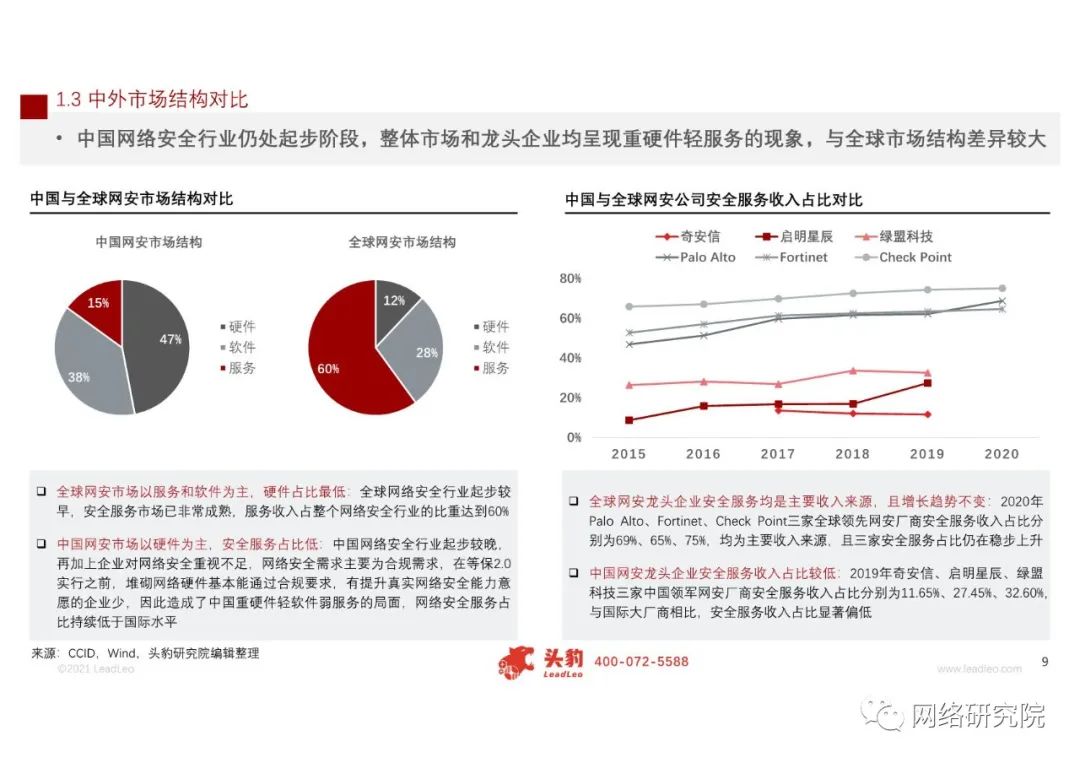 1.3 中外市场结构对比
• 中国网络安全行业仍处起步阶段，整体市场和龙头企业均呈现重硬件轻服务的现象，与全球市场结构差异较大
中国与全球网安市场结构对比
中国网安市场结构
15%
47%
38%
硬件
软件
服务
全球网安市场结构
12%
28%
60%
硬件
软件
服务
全球网安市场以服务和软件为主，硬件占比最低：全球网络安全行业起步较
早，安全服务市场已非常成熟，服务收入占整个网络安全行业的比重达到60%
中国网安市场以硬件为主，安全服务占比低：中国网络安全行业起步较晚，
再加上企业对网络安全重视不足，网络安全需求主要为合规需求，在等保2.0
实行之前，堆砌网络硬件基本能通过合规要求，有提升真实网络安全能力意
愿的企业少，因此造成了中国重硬件轻软件弱服务的局面，网络安全服务占
比持续低于国际水平
中国与全球网安公司安全服务收入占比对比
奇安信 启明星辰 绿盟科技
Palo Alto Fortinet Check Point
80%
60%
40%
20%
0%
2015 2016 2017 2018 2019 2020
全球网安龙头企业安全服务均是主要收入来源，且增长趋势不变：2020年
Palo Alto、Fortinet、Check Point三家全球领先网安厂商安全服务收入占比分
别为69%、65%、75%，均为主要收入来源，且三家安全服务占比仍在稳步上升
中国网安龙头企业安全服务收入占比较低：2019年奇安信、启明星辰、绿盟
科技三家中国领军网安厂商安全服务收入占比分别为11.65%、27.45%、32.60%,
与国际大厂商相比，安全服务收入占比显著偏低
来源：CCID，Wind，头豹研究院编辑整理
©2021 LeadLeo
头豹
LeadLeo
400-072-5588
www.leadleo.com
9
网络研究院